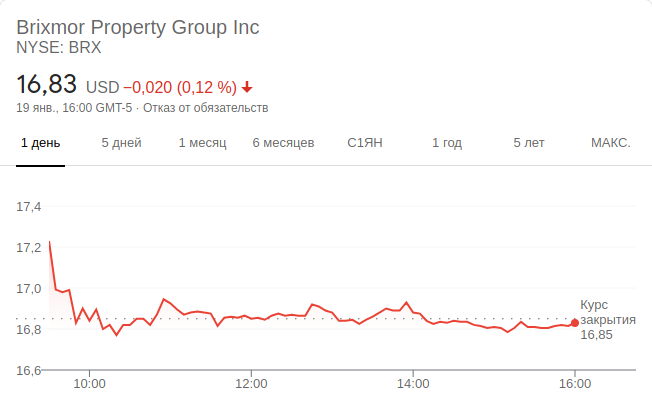 Brixmor Property Group Inc
NYSE: BRX
16,83 USD −0,020 (0,12 %)
19 янв., 16:00 GMT-5 · Отказ от обязательств
1 день 5 дней 1 месяц 6 месяцев С1ЯН 1 год 5 лет МАКС.
17,4
17,2
17,0
16,8
16,6
Курс
закрытия
16,85
10:00 12:00 14:00 16:00